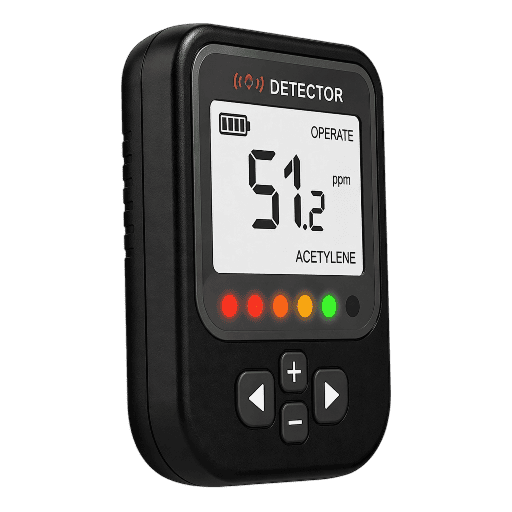 DETECTOR
OPERATE
51.2 ppm
ACETYLENE
+
-